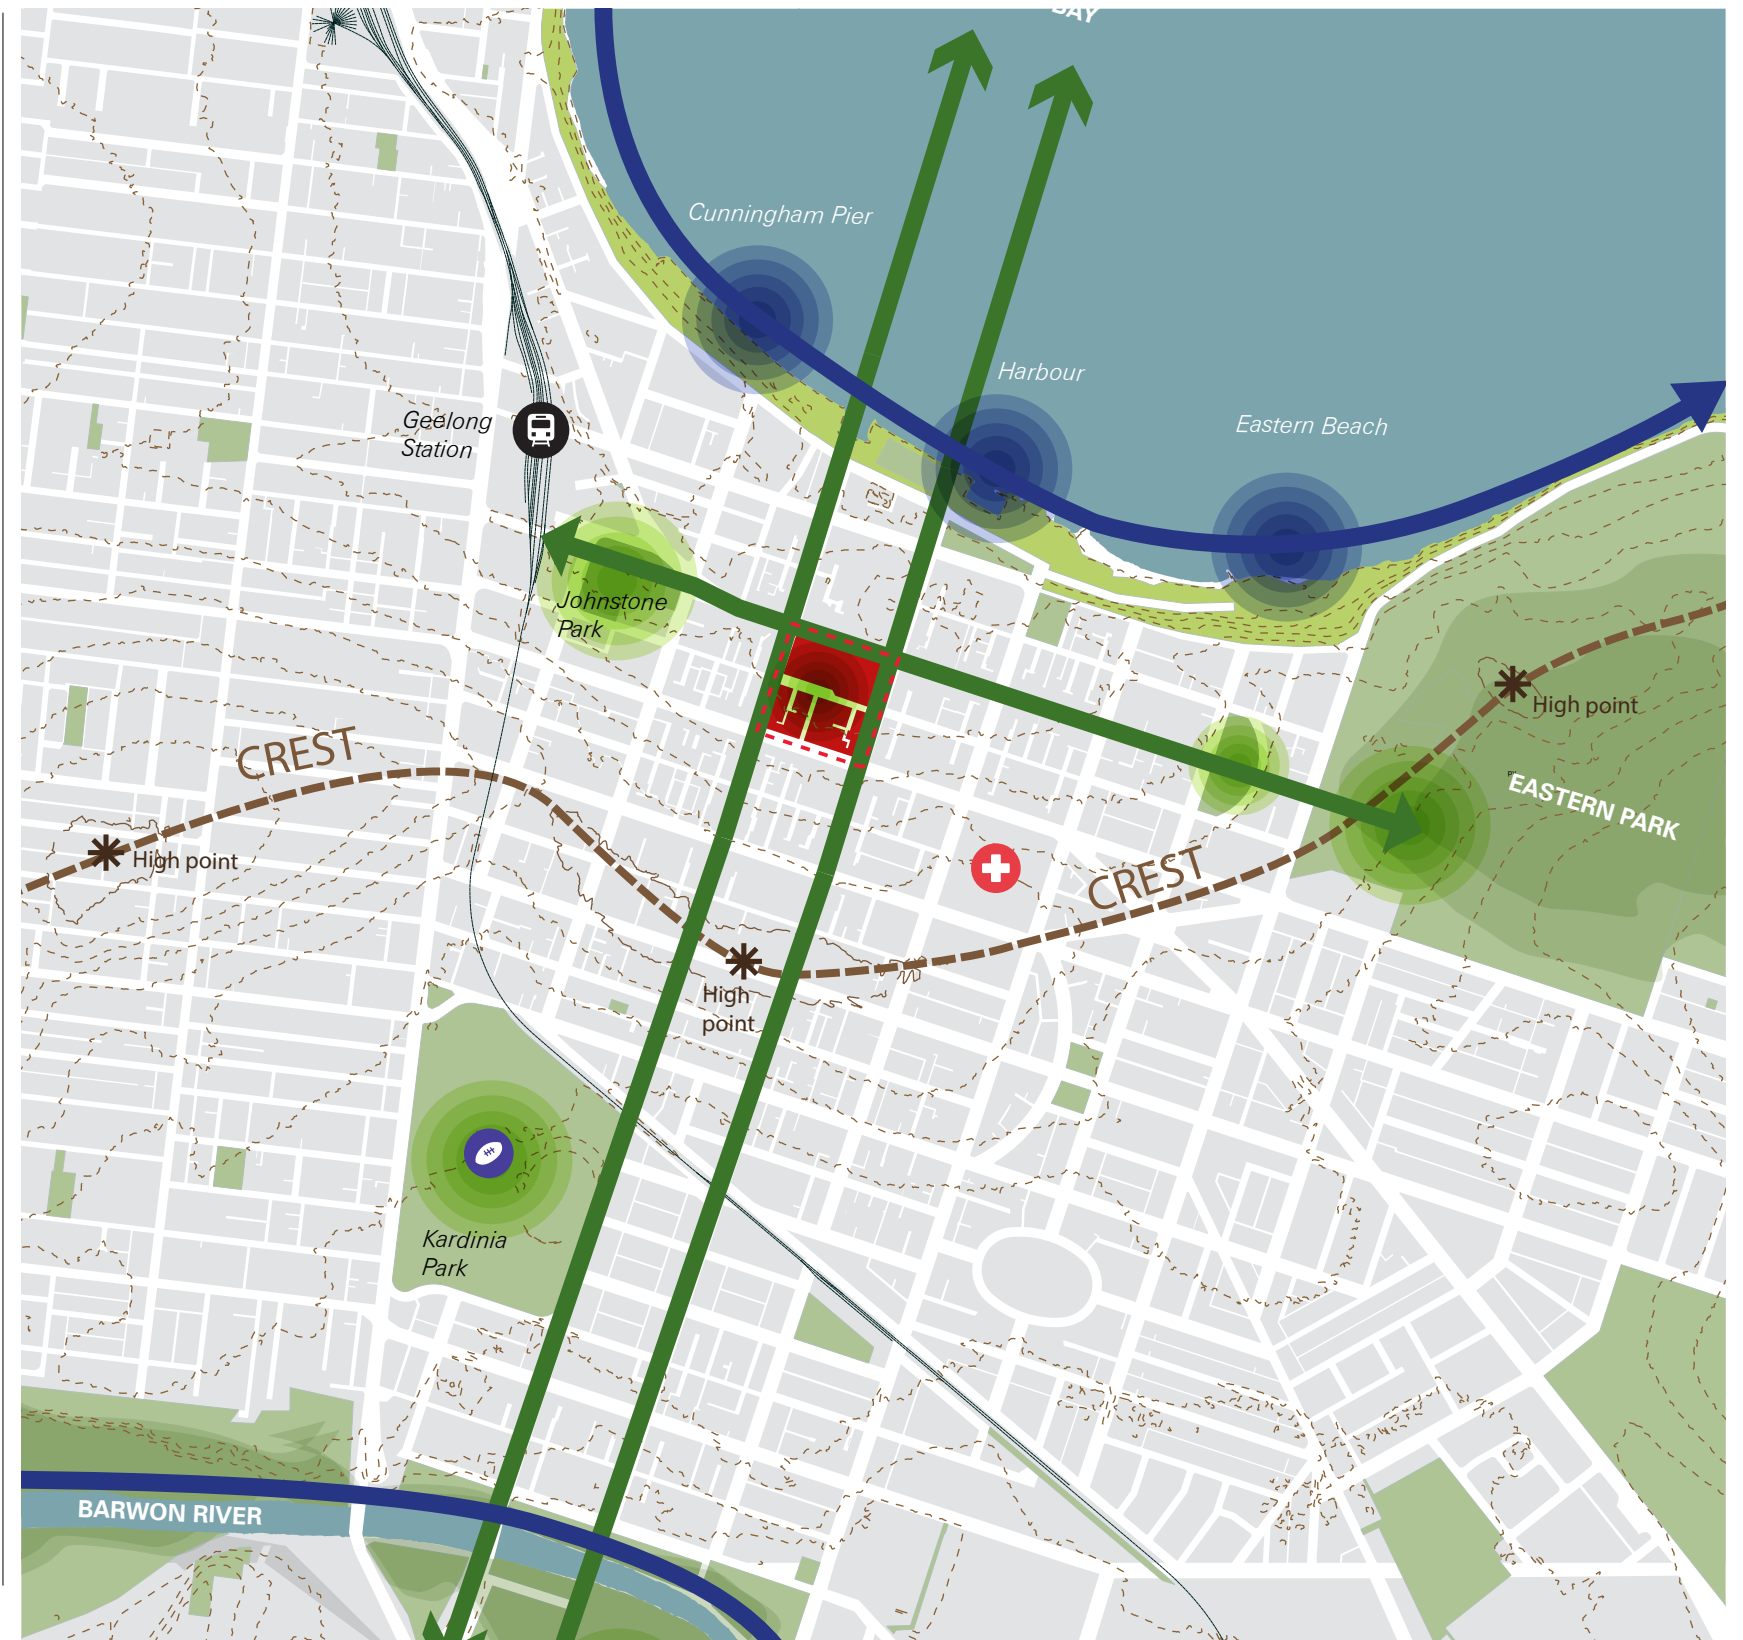 BAY
Cunningham Pier
Harbour
Geelong
Station
Eastern Beach
Johnstone
Park
High point
CREST
EASTERN PARK
High point
CREST
High
point
Kardinia
Park
BARWON RIVER